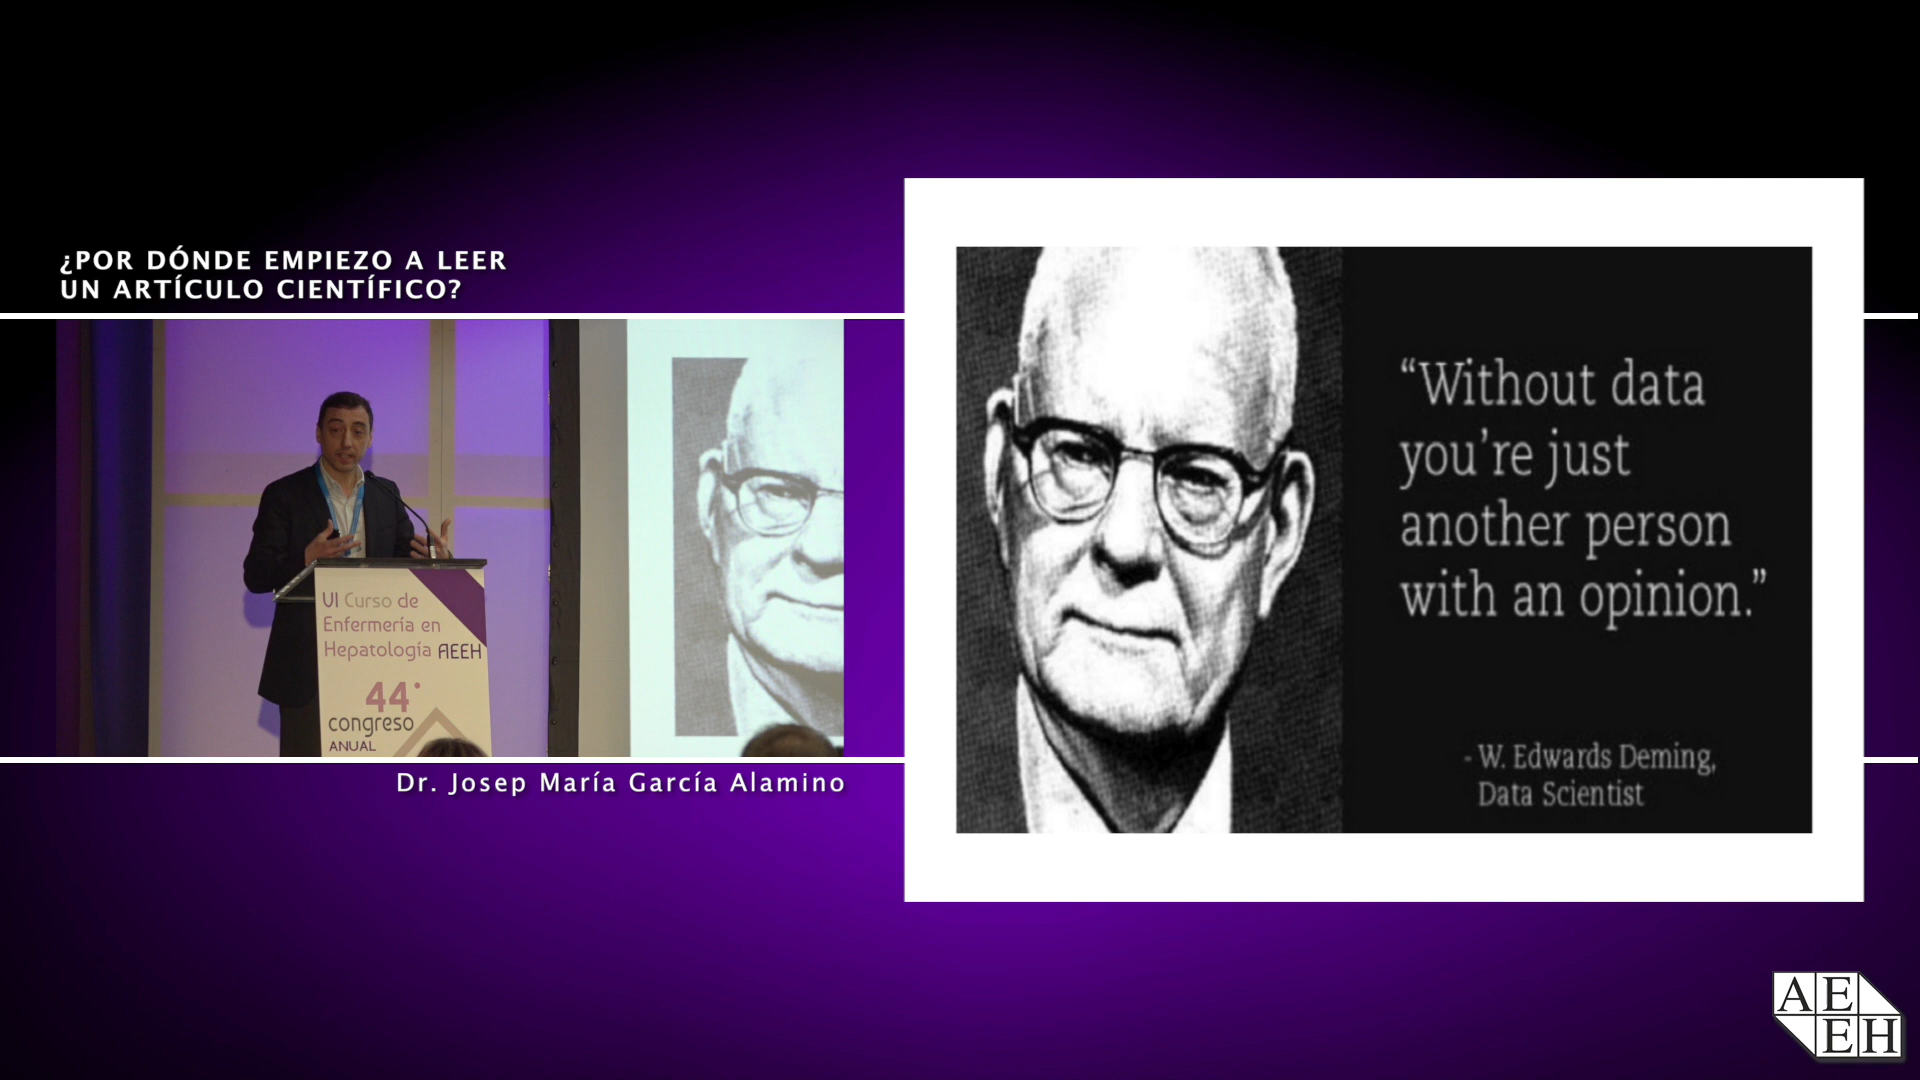 ¿POR DÓNDE EMPIEZO A LEER
UN ARTÍCULO CIENTÍFICO?
VI Curso de
Enfermería en
Hepatología AEEH
44º
congreso
ANUAL
Dr. Josep María García Alamino
“Without data
you’re just
another person
with an opinion.”
- W. Edwards Deming,
Data Scientist
AE
EH